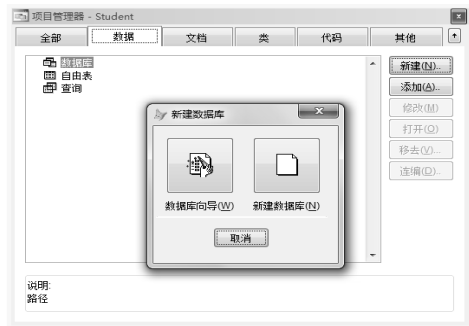 项目管理器 - Student
全部 数据 文档 类 代码 其他
数据库
自由表
查询
新建(N)..
添加(A)..
修改(M)
打开(O)
移去(V)...
连编(D)..
新建数据库
数据库向导(W) 新建数据库(N)
取消
说明:
路径